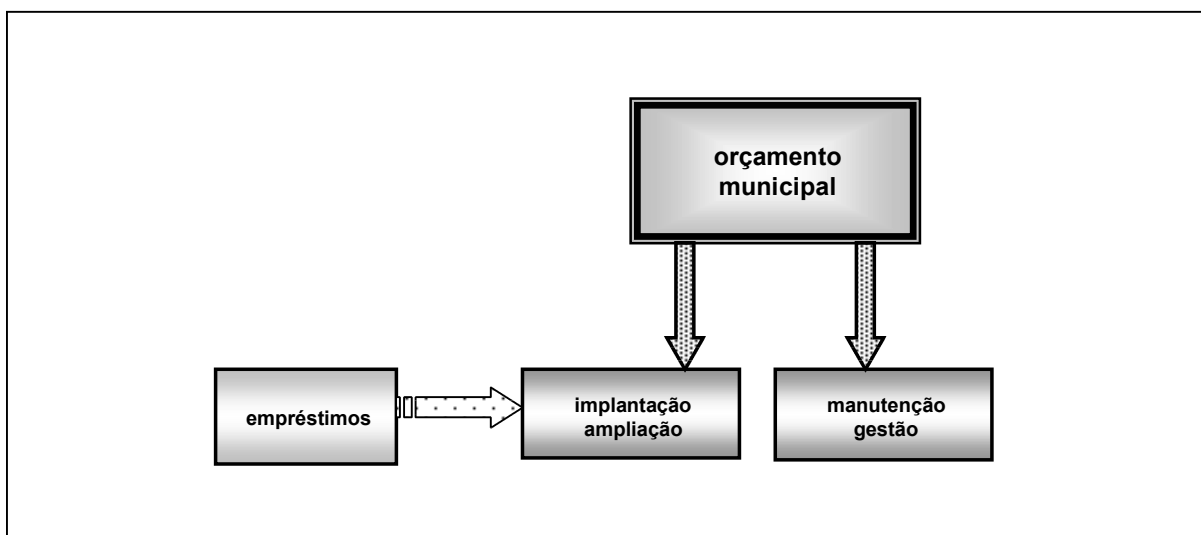 orçamento
municipal
empréstimos
implantação
ampliação
manutenção
gestão